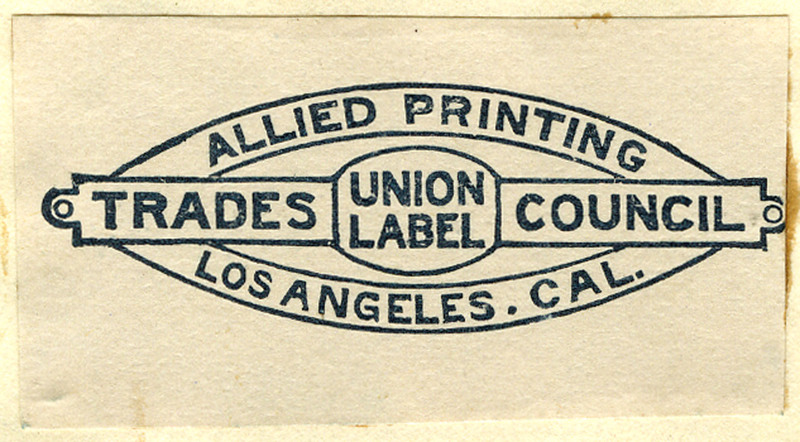 ALLIED PRINTING
TRADES UNION LABEL COUNCIL
LOS ANGELES. CAL.